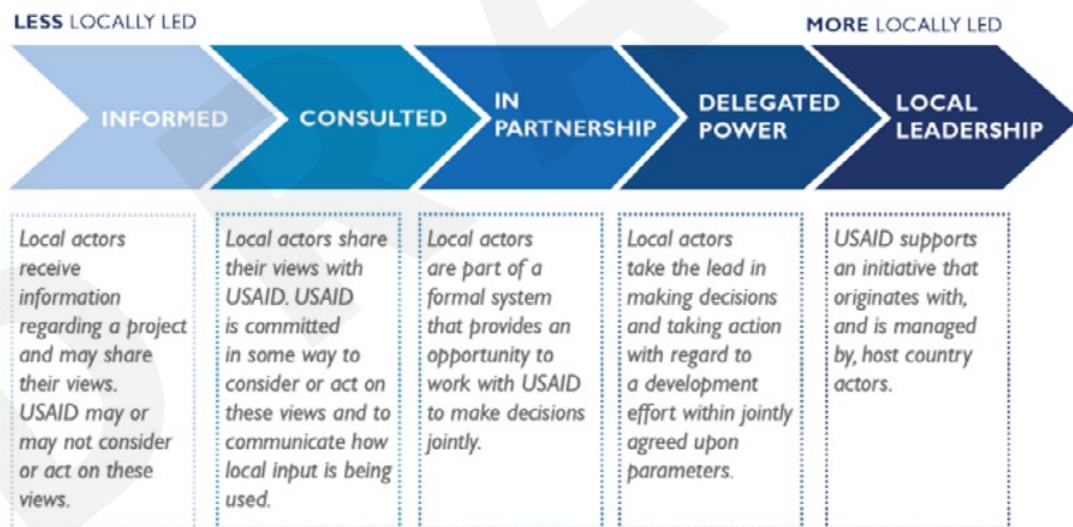 LESS LOCALLY LED
MORE LOCALLY LED
INFORMED
CONSULTED
IN
PARTNERSHIP
DELEGATED
POWER
LOCAL
LEADERSHIP
Local actors
receive
information
regarding a project
and may share
their views.
USAID may or
may not consider
or act on these
views.
Local actors share
their views with
USAID. USAID
is committed
in some way to
consider or act on
these views and to
communicate how
local input is being
used.
Local actors
are part of a
formal system
that provides an
opportunity to
work with USAID
to make decisions
jointly.
Local actors
take the lead in
making decisions
and taking action
with regard to
a development
effort within jointly
agreed upon
parameters.
USAID supports
an initiative that
originates with,
and is managed
by, host country
actors.